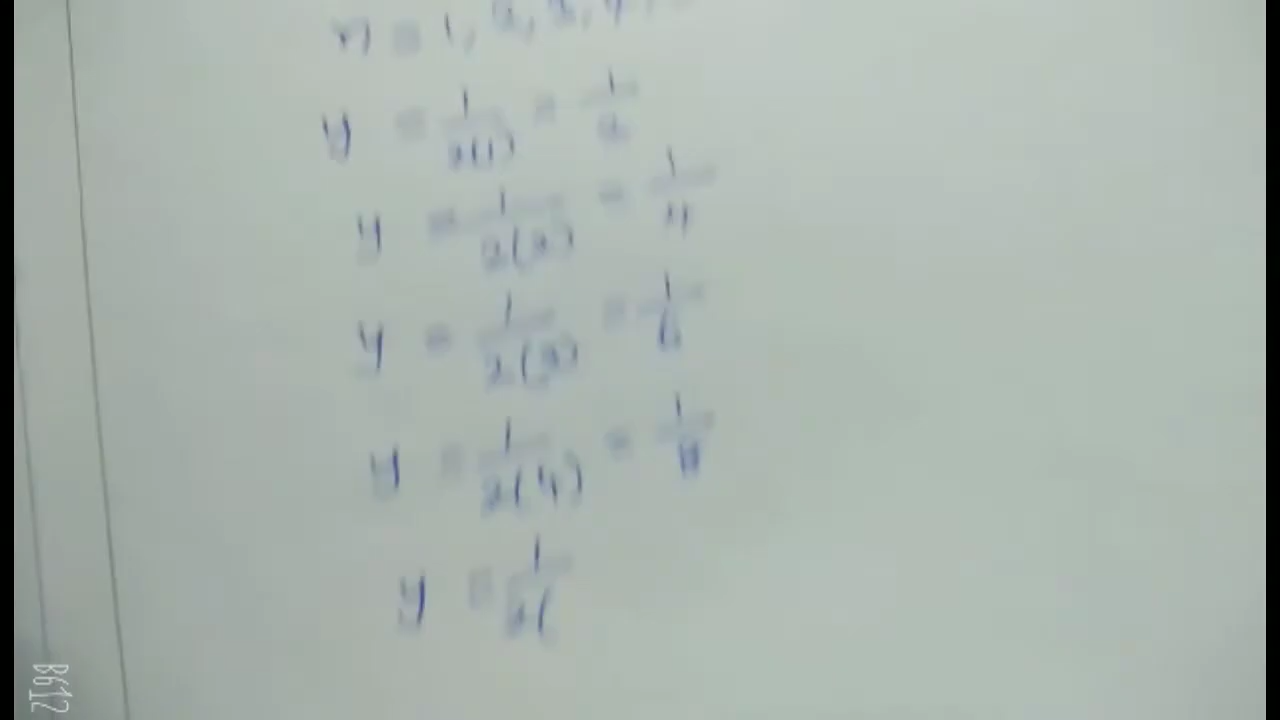 n = 1, 2, 3, 4,
y = 1/2(1) = 1/2
y = 1/2(2) = 1/4
y = 1/2(3) = 1/6
y = 1/2(4) = 1/8
y = 1/2(
B612